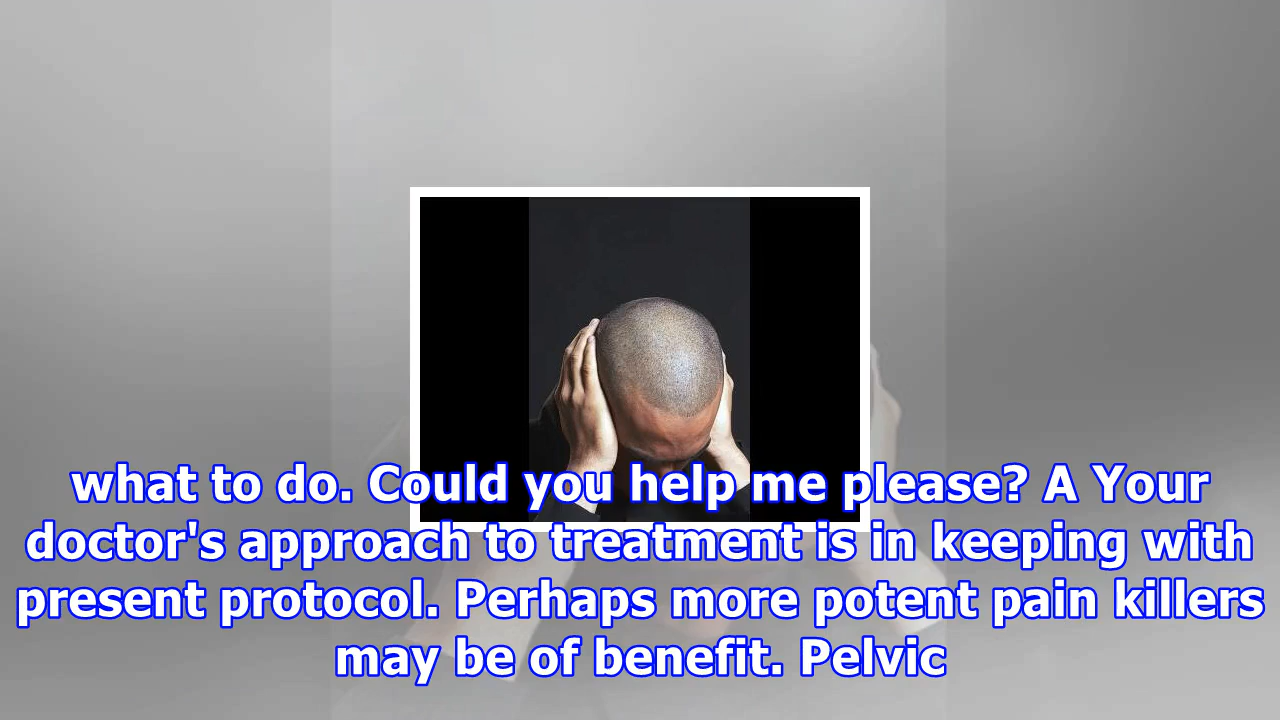 what to do. Could you help me please? A Your
doctor's approach to treatment is in keeping with
present protocol. Perhaps more potent pain killers
may be of benefit. Pelvic